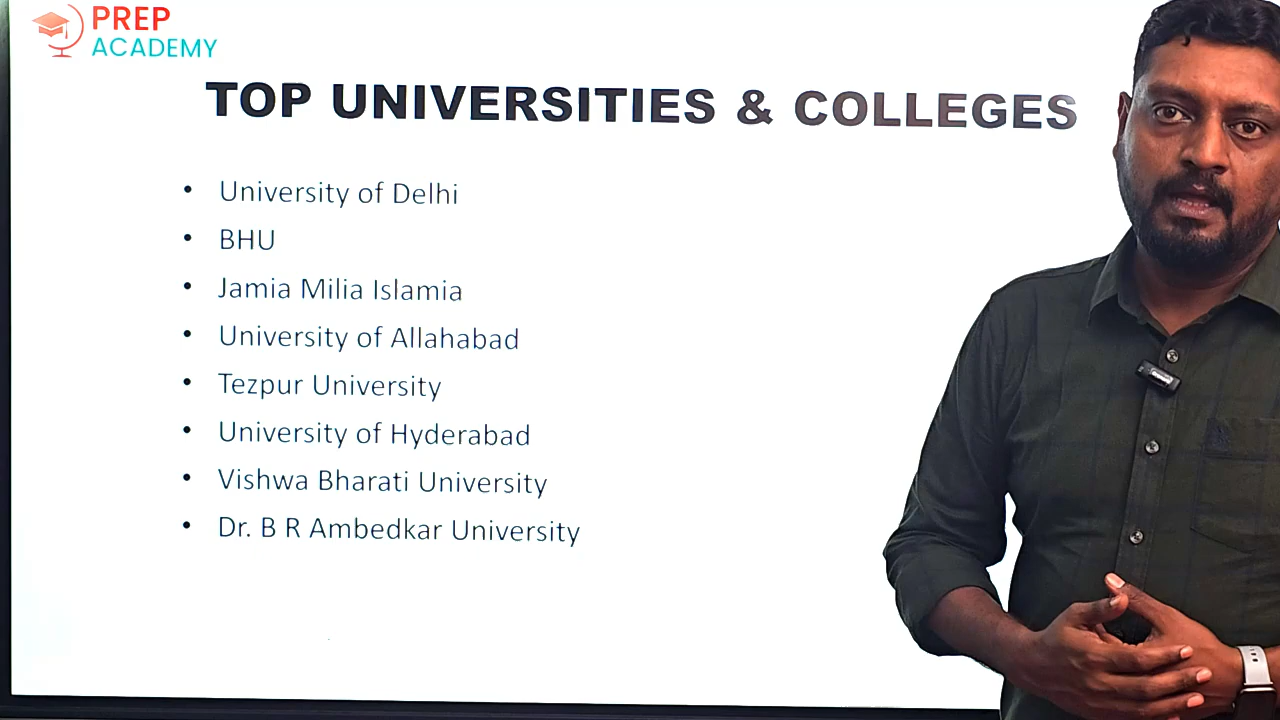 PREP
ACADEMY
TOP UNIVERSITIES & COLLEGES
• University of Delhi
• BHU
• Jamia Milia Islamia
• University of Allahabad
• Tezpur University
• University of Hyderabad
• Vishwa Bharati University
• Dr. B R Ambedkar University